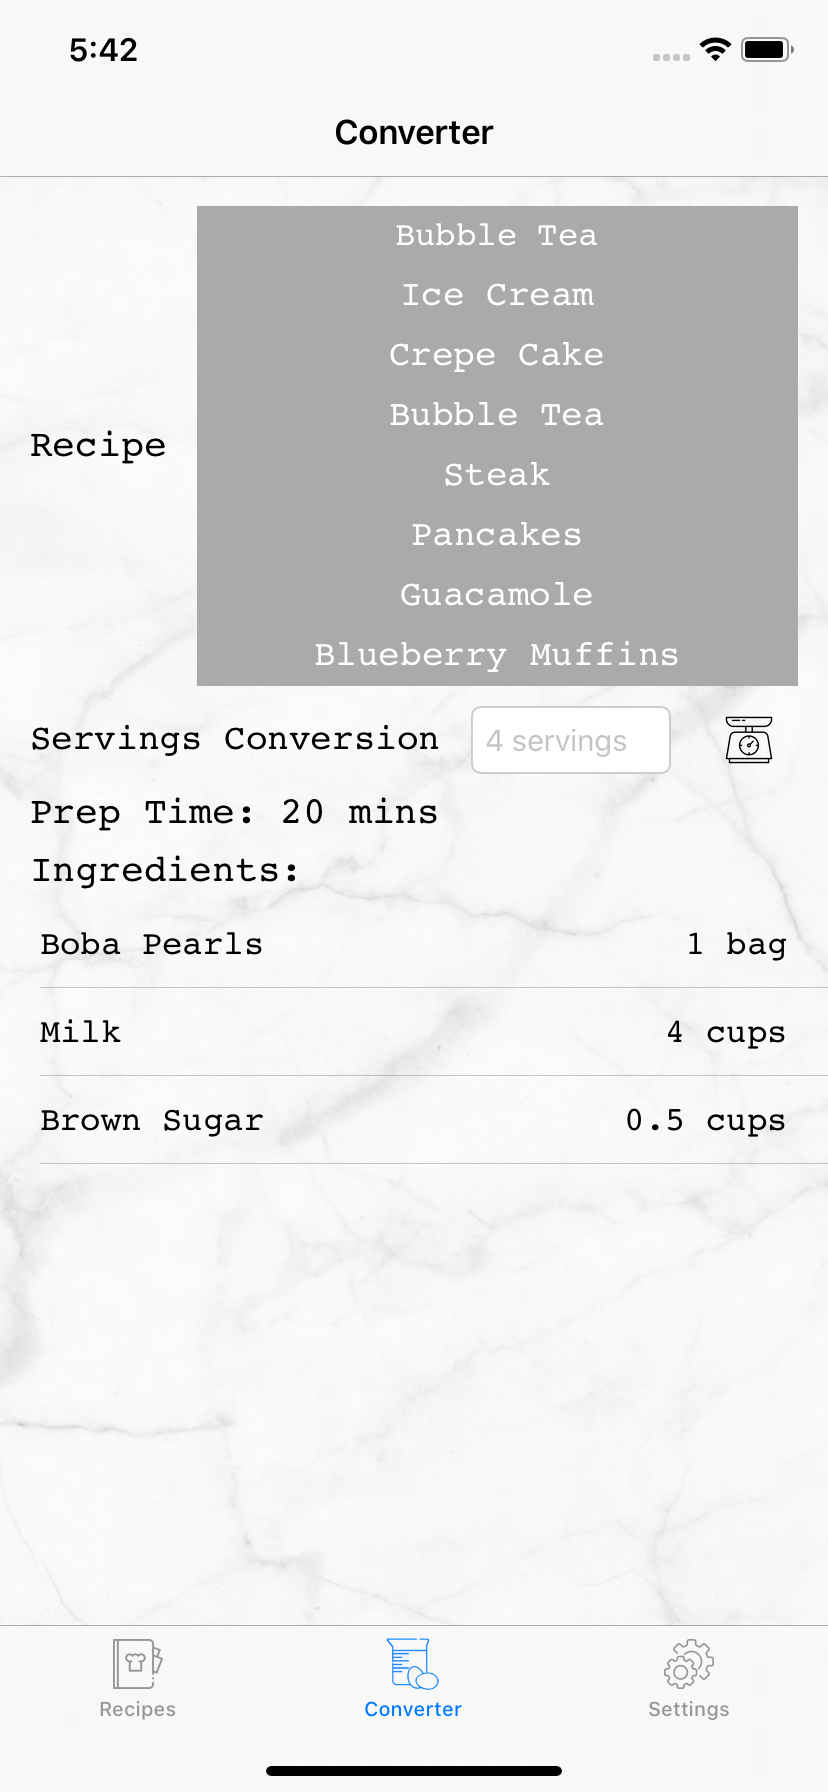 5:42
Converter
Bubble Tea
Ice Cream
Crepe Cake
Bubble Tea
Steak
Pancakes
Guacamole
Blueberry Muffins
Recipe
Servings Conversion 4 servings
Prep Time: 20 mins
Ingredients:
Boba Pearls 1 bag
Milk 4 cups
Brown Sugar 0.5 cups
Recipes Converter Settings